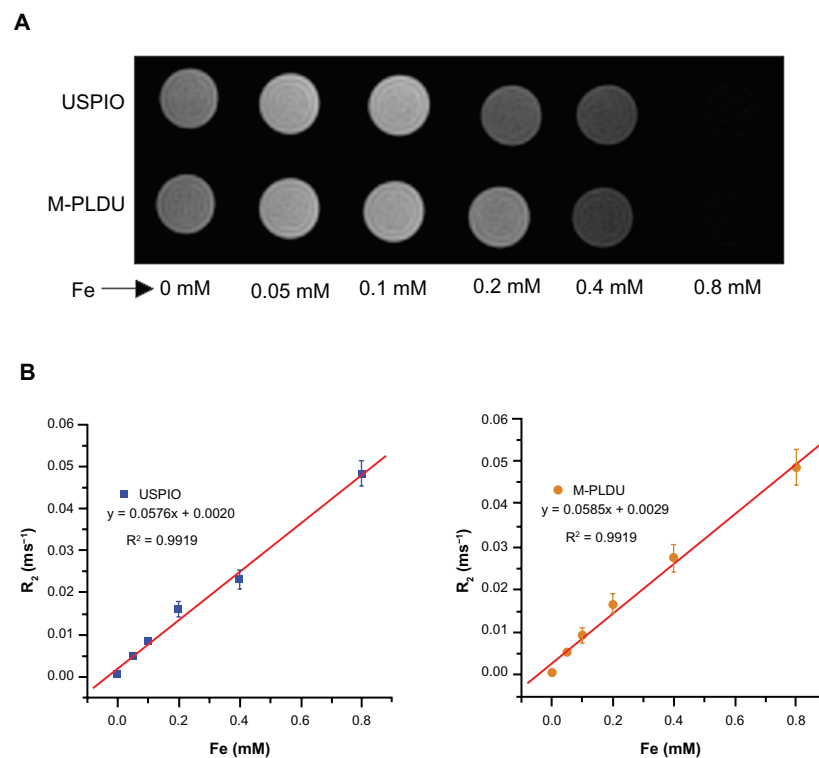 A
USPIO
M-PLDU
Fe 0 mM 0.05 mM 0.1 mM 0.2 mM 0.4 mM 0.8 mM
B
0.06
0.05
0.04
0.03
0.02
0.01
0.00
R₂ (ms⁻¹)
USPIO
y = 0.0576x + 0.0020
R² = 0.9919
0.0 0.2 0.4 0.6 0.8
Fe (mM)
0.06
0.05
0.04
0.03
0.02
0.01
0.00
R₂ (ms⁻¹)
M-PLDU
y = 0.0585x + 0.0029
R² = 0.9919
0.0 0.2 0.4 0.6 0.8
Fe (mM)